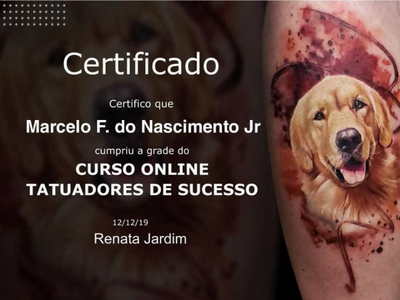 Certificado
Certifico que
Marcelo F. do Nascimento Jr
cumpriu a grade do
CURSO ONLINE
TATUADORES DE SUCESSO
12/12/19
Renata Jardim